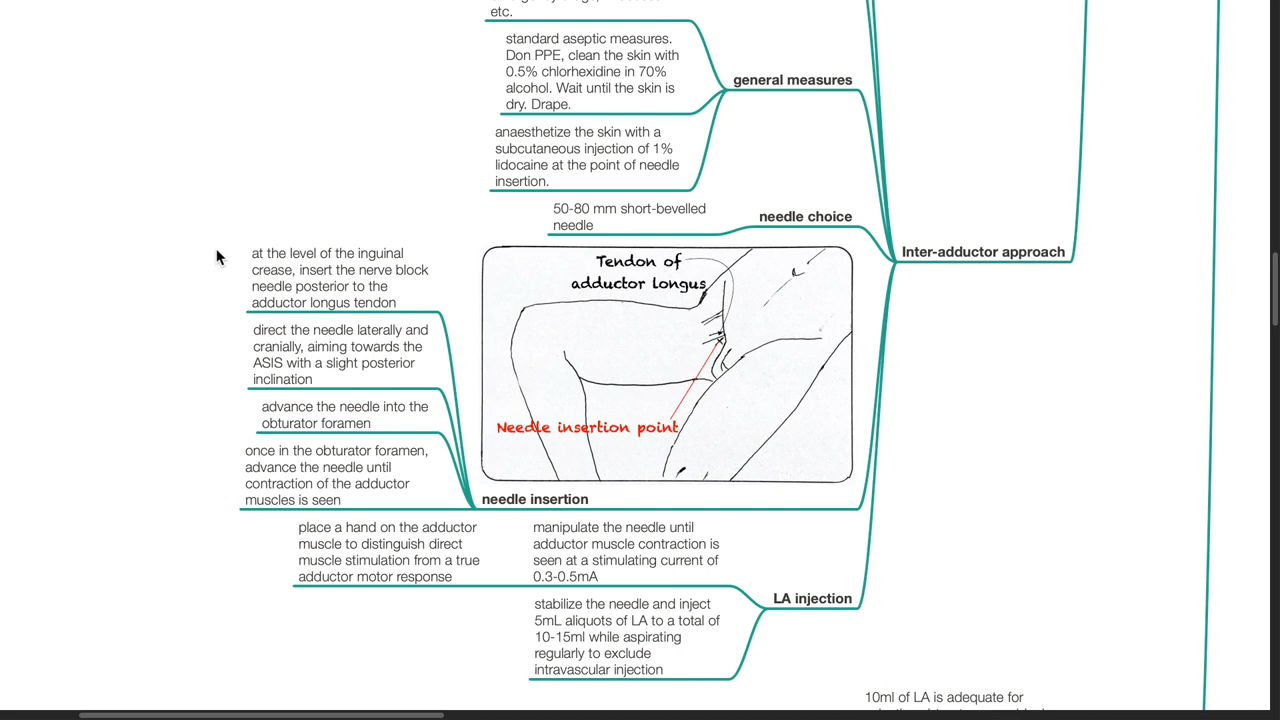 etc.
standard aseptic measures.
Don PPE, clean the skin with
0.5% chlorhexidine in 70%
alcohol. Wait until the skin is
dry. Drape.
general measures
anaesthetize the skin with a
subcutaneous injection of 1%
lidocaine at the point of needle
insertion.
50-80 mm short-bevelled
needle
needle choice
Inter-adductor approach
at the level of the inguinal
crease, insert the nerve block
needle posterior to the
adductor longus tendon
direct the needle laterally and
cranially, aiming towards the
ASIS with a slight posterior
inclination
advance the needle into the
obturator foramen
once in the obturator foramen,
advance the needle until
contraction of the adductor
muscles is seen
Tendon of
adductor longus
Needle insertion point
needle insertion
place a hand on the adductor
muscle to distinguish direct
muscle stimulation from a true
adductor motor response
manipulate the needle until
adductor muscle contraction is
seen at a stimulating current of
0.3-0.5mA
LA injection
stabilize the needle and inject
5mL aliquots of LA to a total of
10-15ml while aspirating
regularly to exclude
intravascular injection
10ml of LA is adequate for